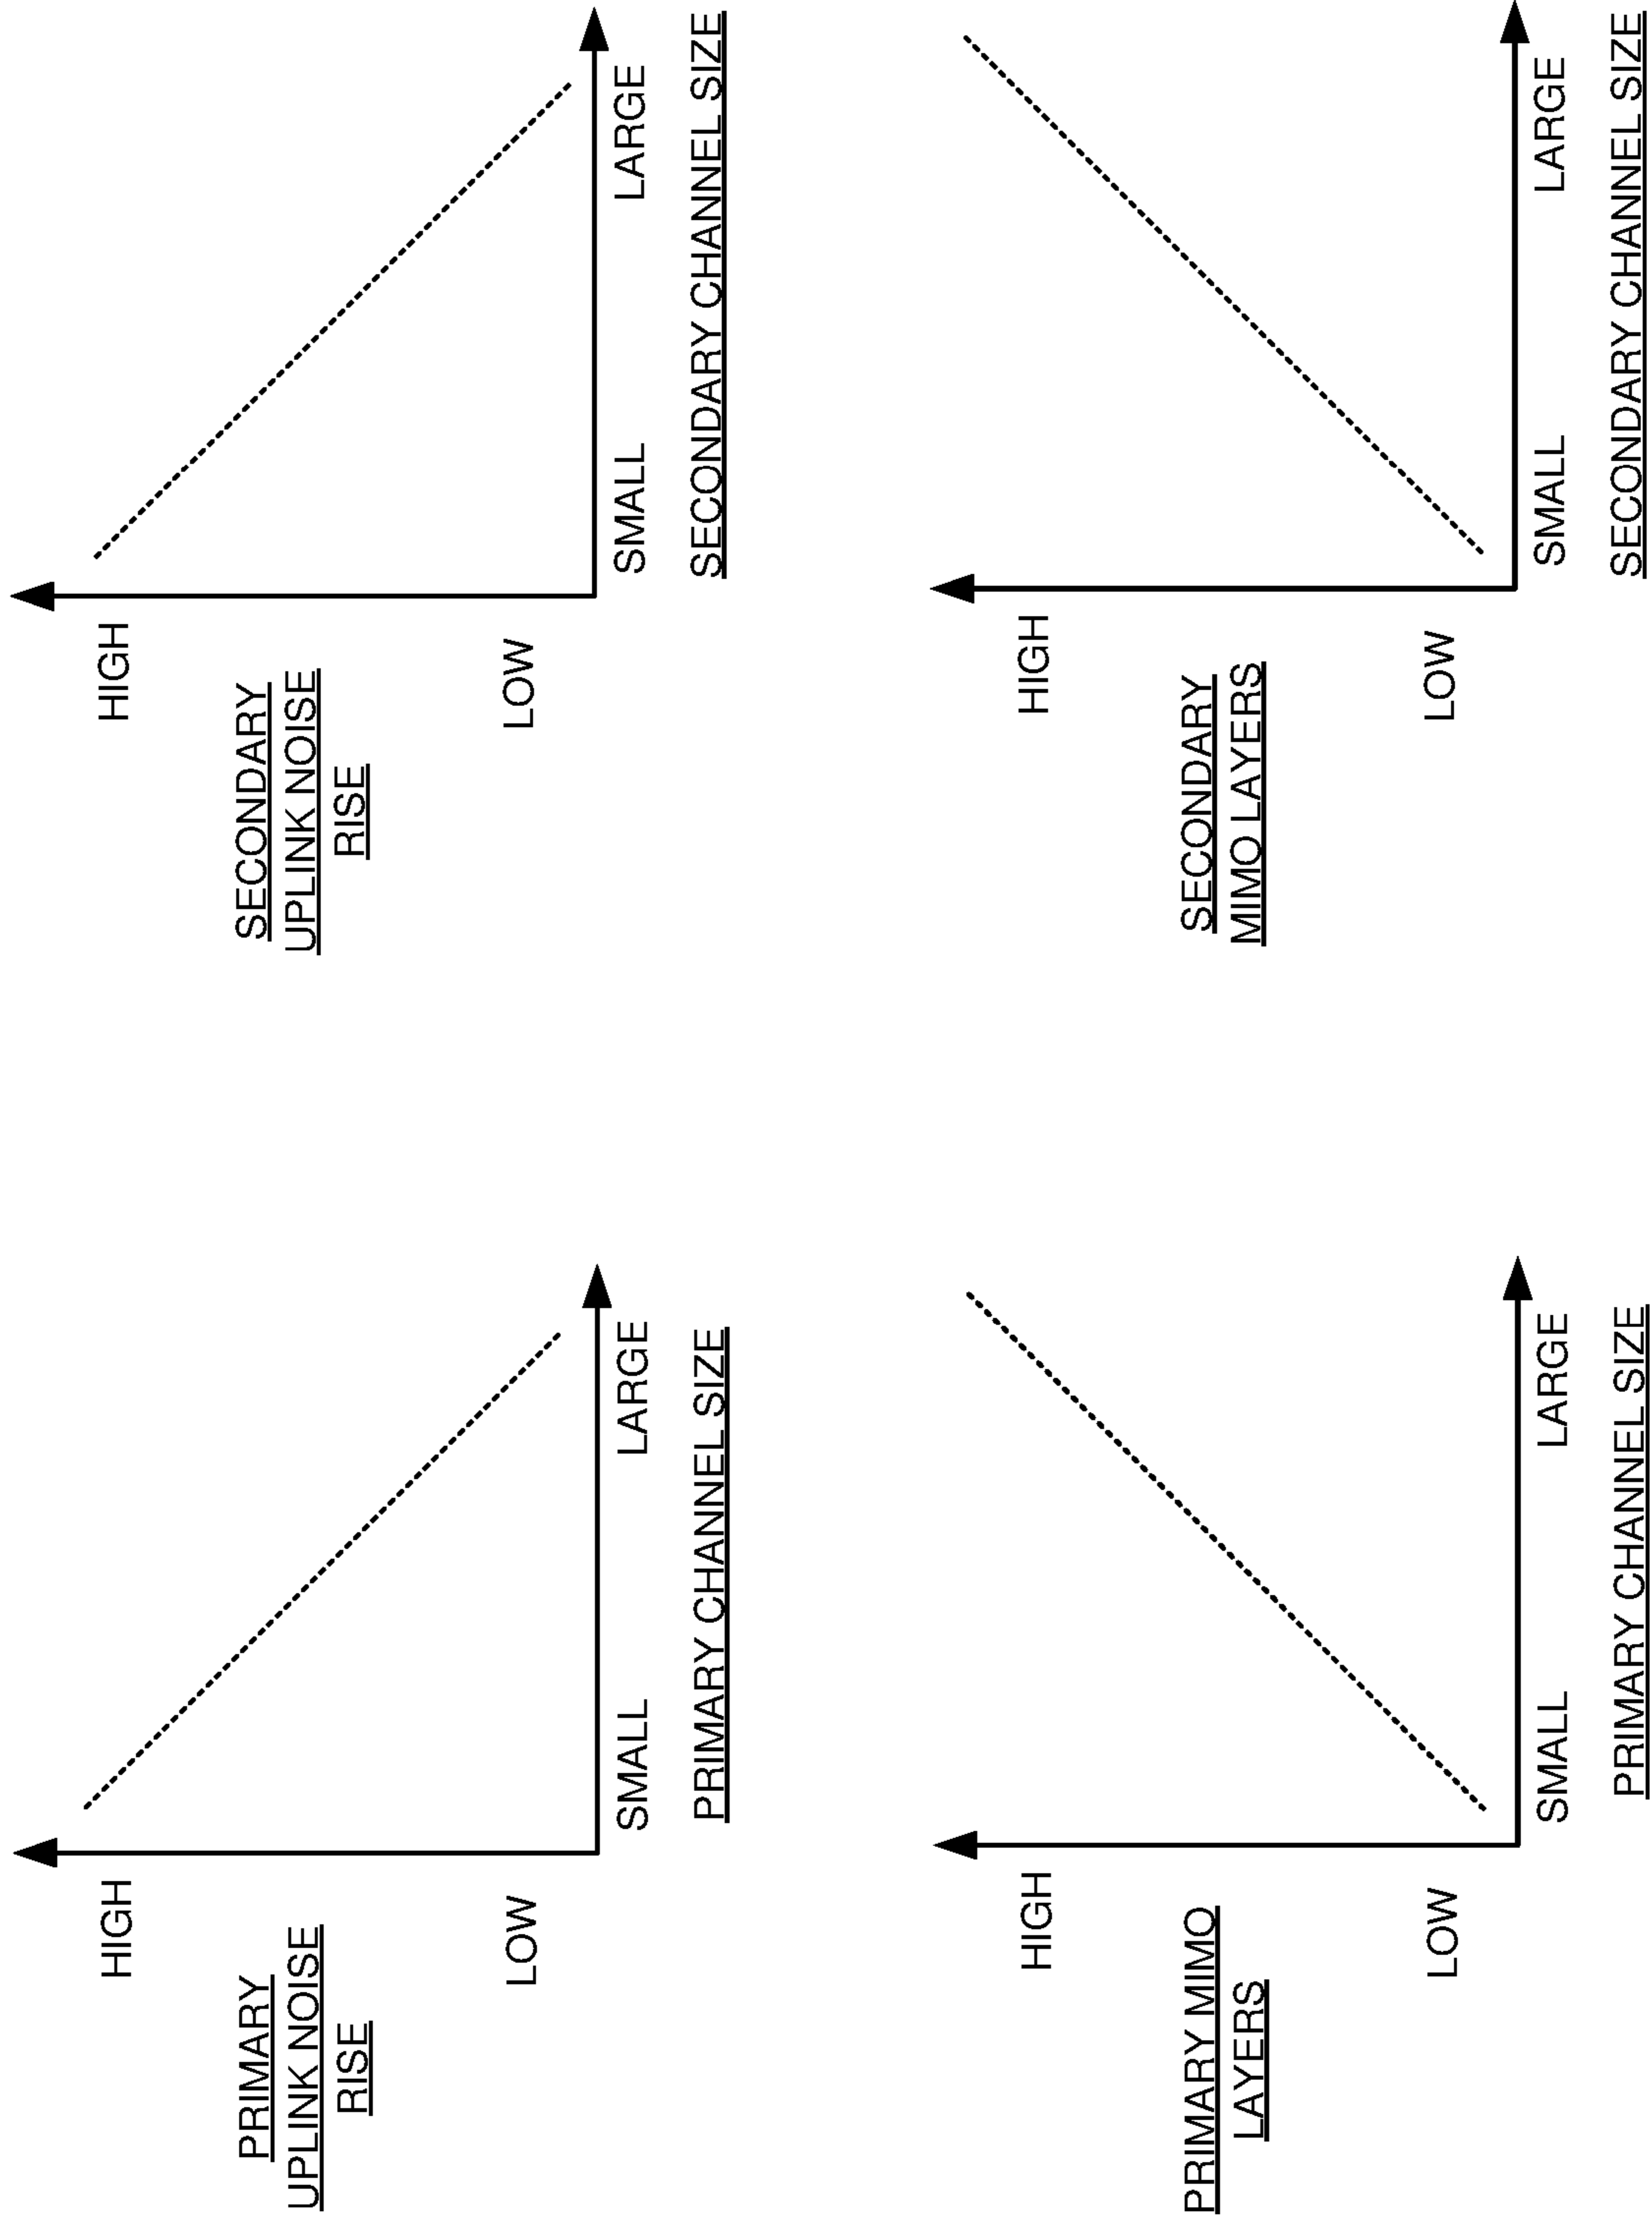 HIGH
PRIMARY
UPLINK NOISE
RISE
LOW
SMALL
LARGE
PRIMARY CHANNEL SIZE
HIGH
SECONDARY
UPLINK NOISE
RISE
LOW
SMALL
LARGE
SECONDARY CHANNEL SIZE
HIGH
PRIMARY MIMO
LAYERS
LOW
SMALL
LARGE
PRIMARY CHANNEL SIZE
HIGH
SECONDARY
MIMO LAYERS
LOW
SMALL
LARGE
SECONDARY CHANNEL SIZE